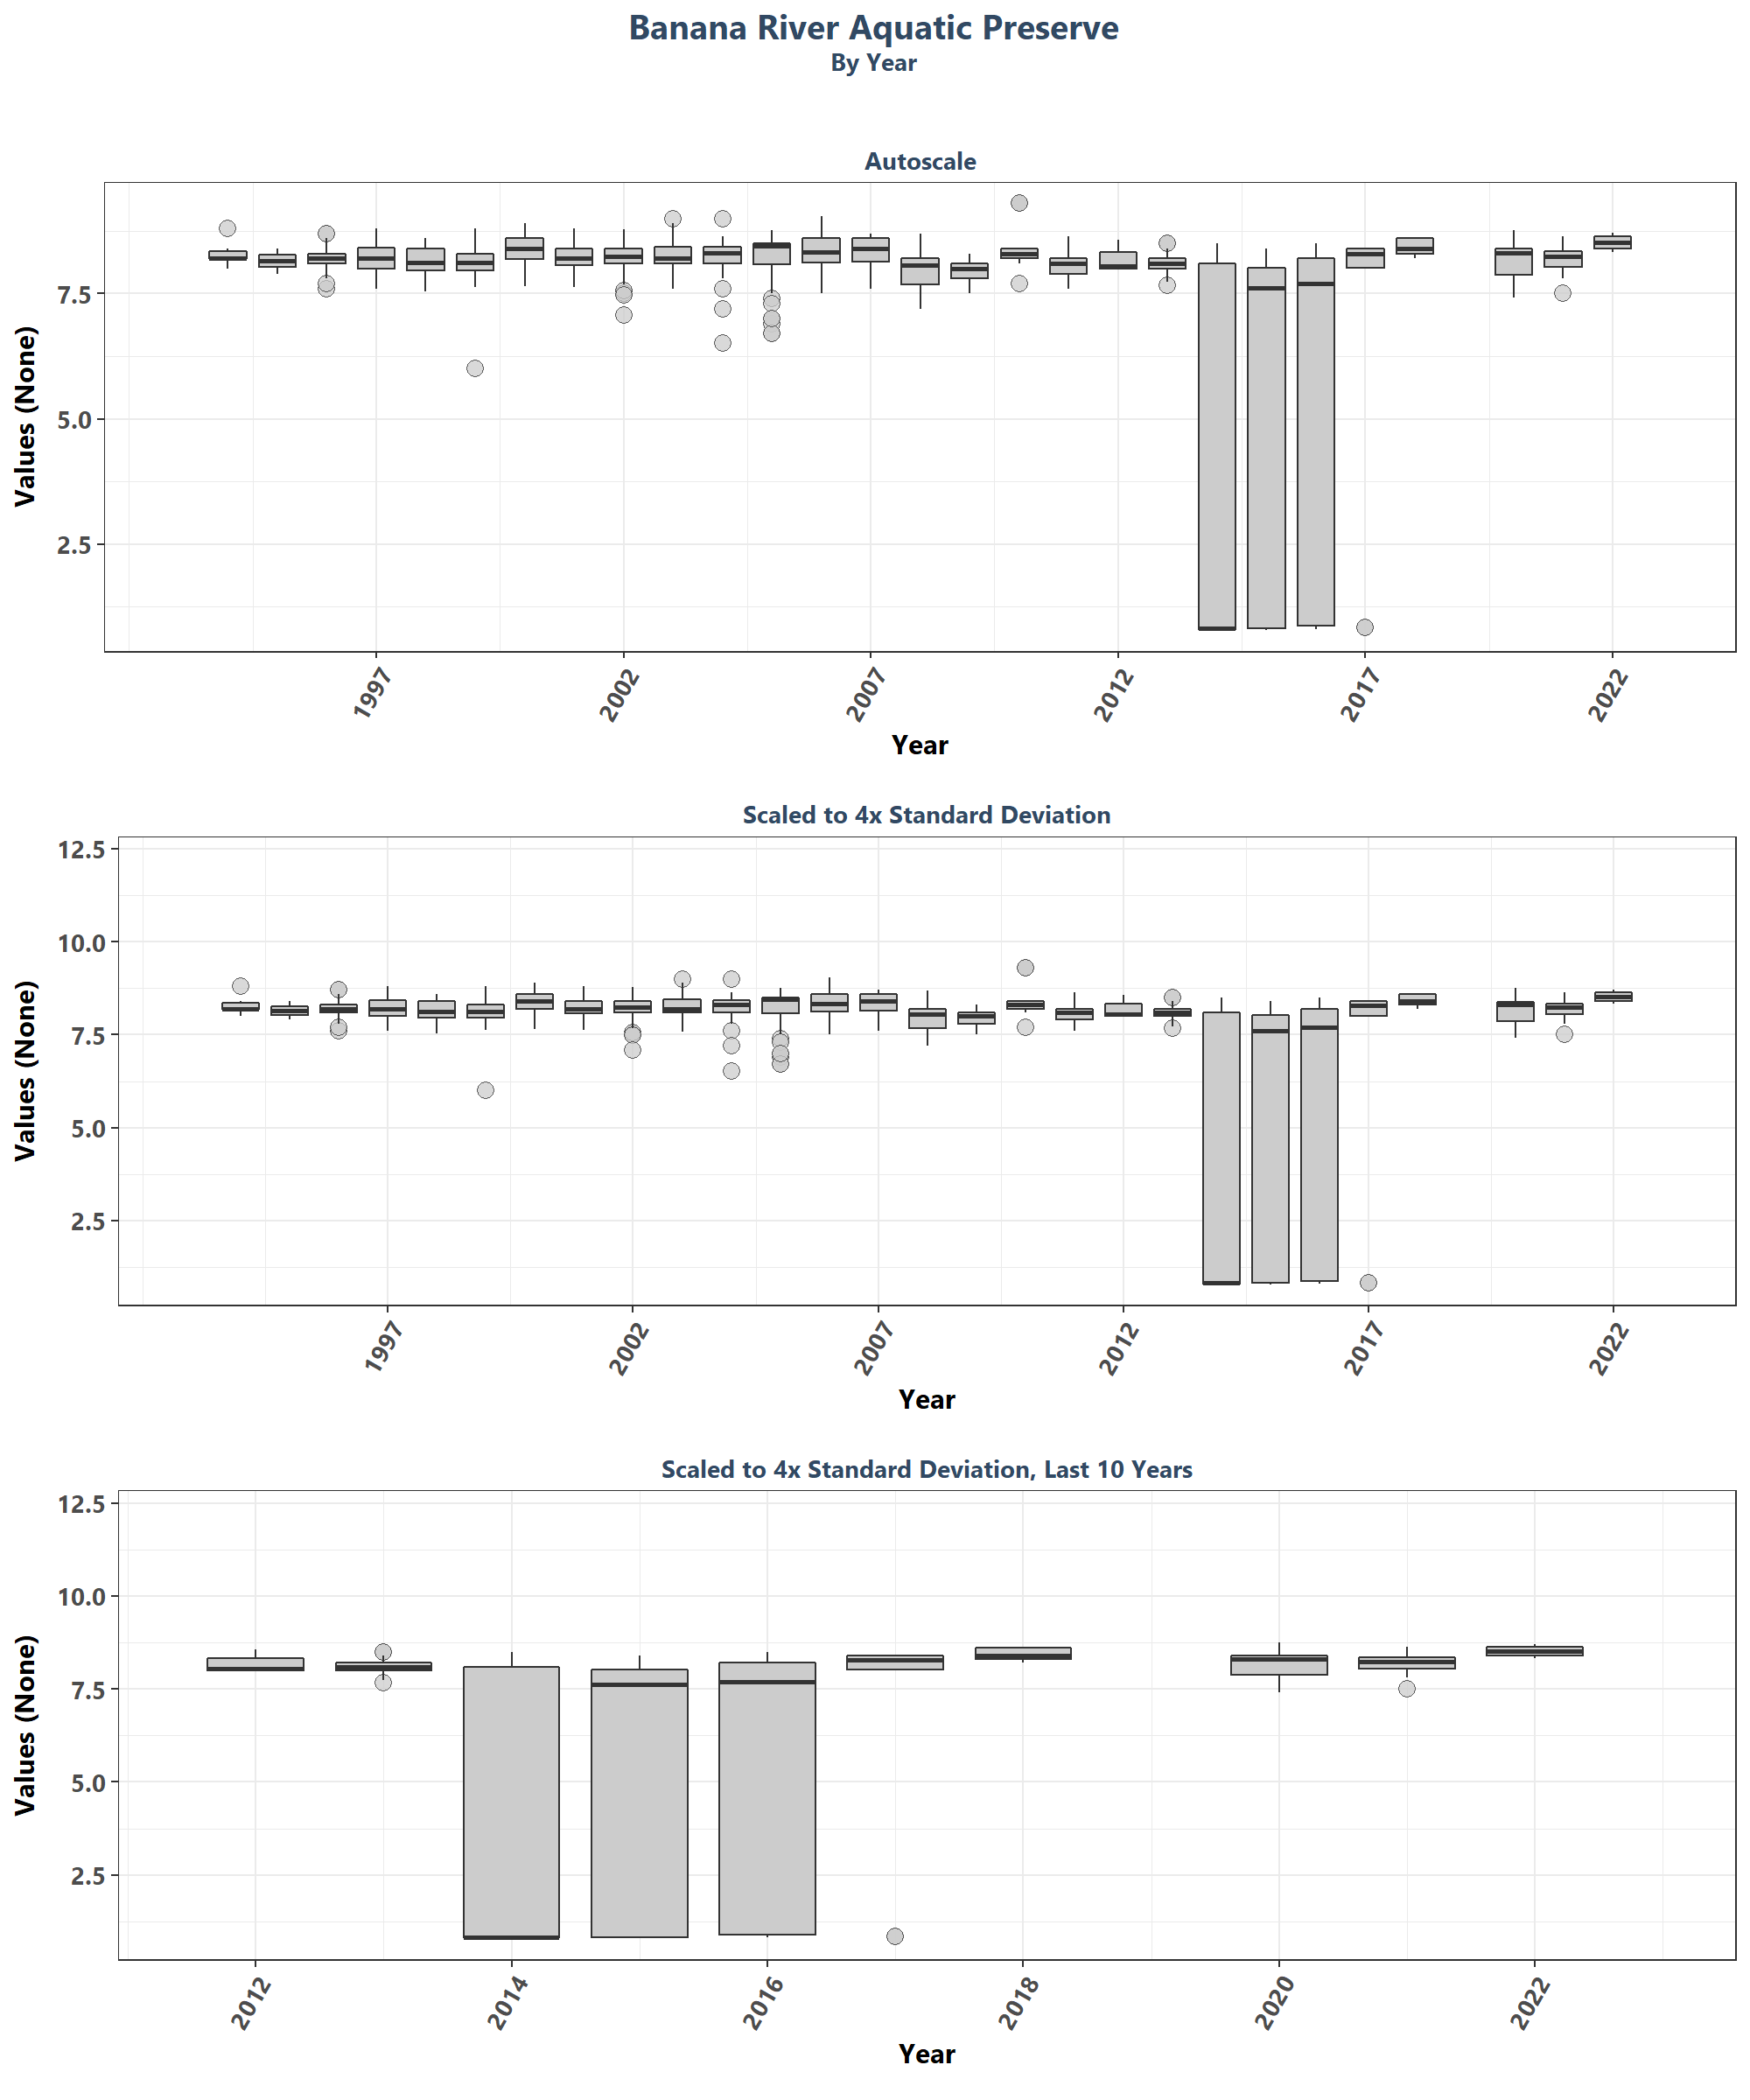 Banana River Aquatic Preserve
By Year
Autoscale
Values (None)
7.5
5.0
2.5
1997
2002
2007
2012
2017
2022
Year
Scaled to 4x Standard Deviation
Values (None)
12.5
10.0
7.5
5.0
2.5
1997
2002
2007
2012
2017
2022
Year
Scaled to 4x Standard Deviation, Last 10 Years
Values (None)
12.5
10.0
7.5
5.0
2.5
2012
2014
2016
2018
2020
2022
Year